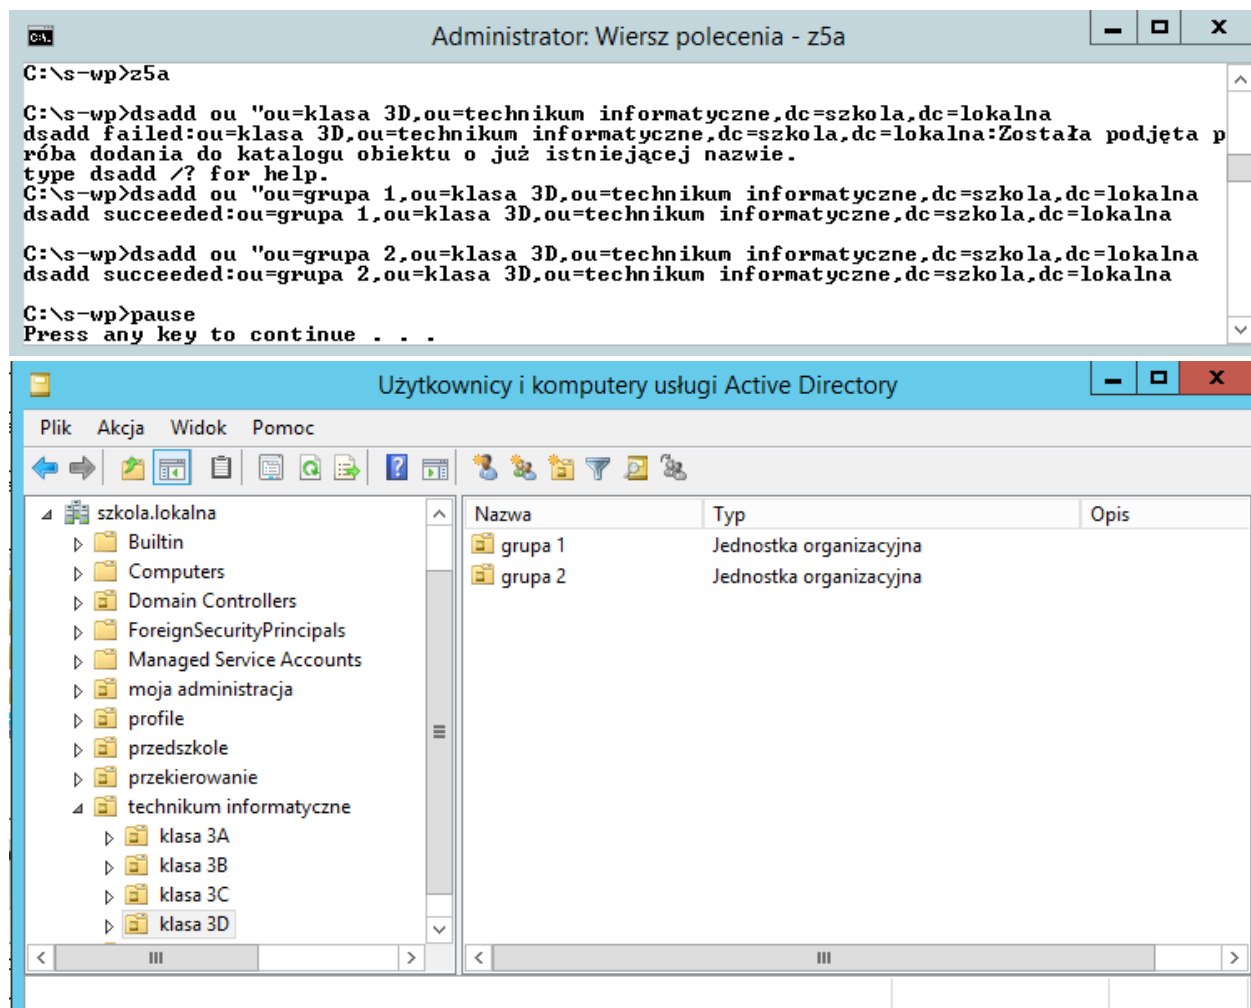 Administrator: Wiersz polecenia - z5a
C:\s-wp>z5a
C:\s-wp>dsadd ou "ou=klasa 3D,ou=technikum informatyczne,dc=szkola,dc=lokalna
dsadd failed:ou=klasa 3D,ou=technikum informatyczne,dc=szkola,dc=lokalna:Została podjęta p
róba dodania do katalogu obiektu o już istniejącej nazwie.
type dsadd /? for help.
C:\s-wp>dsadd ou "ou=grupa 1,ou=klasa 3D,ou=technikum informatyczne,dc=szkola,dc=lokalna
dsadd succeeded:ou=grupa 1,ou=klasa 3D,ou=technikum informatyczne,dc=szkola,dc=lokalna
C:\s-wp>dsadd ou "ou=grupa 2,ou=klasa 3D,ou=technikum informatyczne,dc=szkola,dc=lokalna
dsadd succeeded:ou=grupa 2,ou=klasa 3D,ou=technikum informatyczne,dc=szkola,dc=lokalna
C:\s-wp>pause
Press any key to continue . . .
Użytkownicy i komputery usługi Active Directory
Plik Akcja Widok Pomoc
szkola.lokalna
Builtin
Computers
Domain Controllers
ForeignSecurityPrincipals
Managed Service Accounts
moja administracja
profile
przedszkole
przekierowanie
technikum informatyczne
klasa 3A
klasa 3B
klasa 3C
klasa 3D
Nazwa Typ Opis
grupa 1 Jednostka organizacyjna
grupa 2 Jednostka organizacyjna